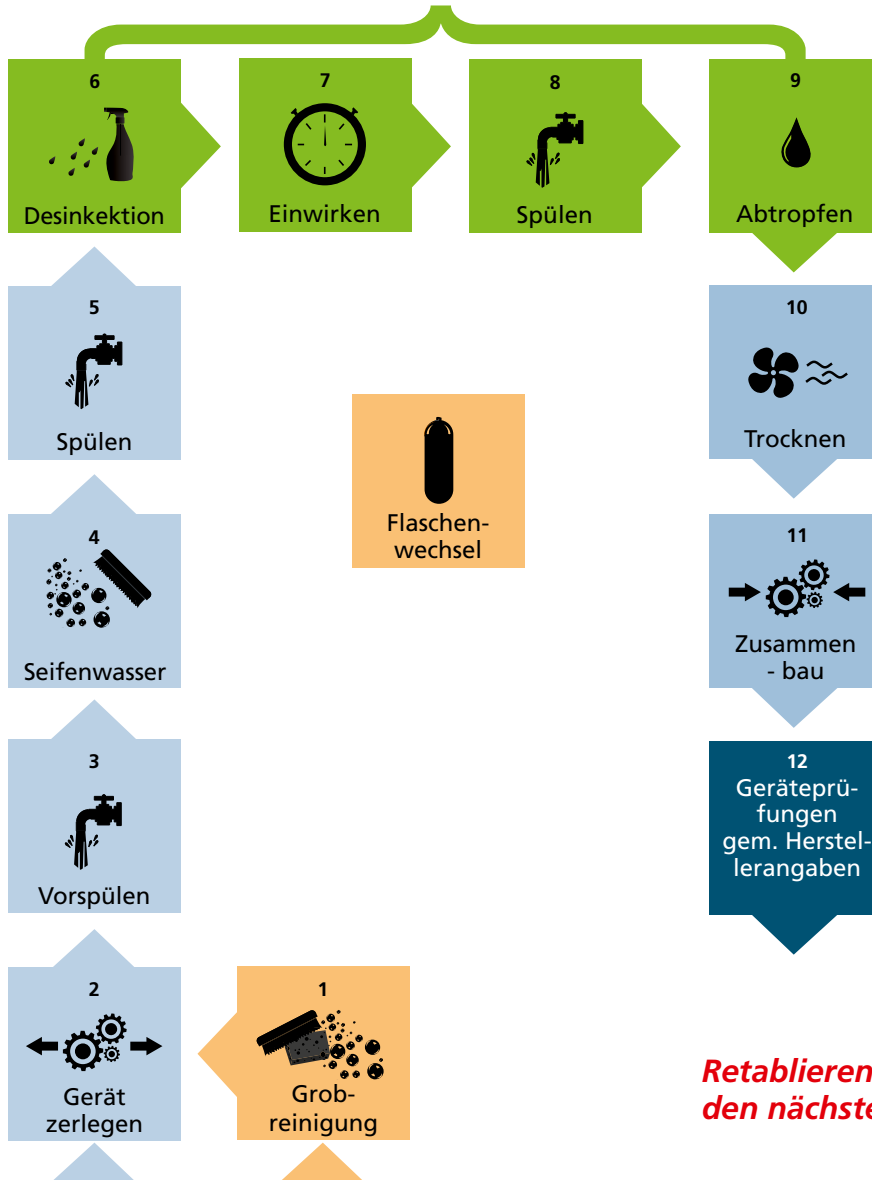 6
Desinkektion
7
Einwirken
8
Spülen
9
Abtropfen
5
Spülen
10
Trocknen
Flaschen-
wechsel
4
Seifenwasser
11
Zusammen
- bau
3
Vorspülen
12
Geräteprü-
fungen
gem. Herstel-
lerangaben
2
Gerät
zerlegen
1
Grob-
reinigung
Retablieren
den nächste